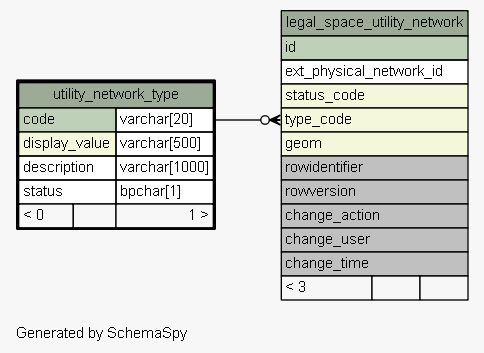 legal_space_utility_network
id
ext_physical_network_id
status_code
type_code
geom
rowidentifier
rowversion
change_action
change_user
change_time
< 3
utility_network_type
code varchar[20]
display_value varchar[500]
description varchar[1000]
status bpchar[1]
< 0 1 >
Generated by SchemaSpy